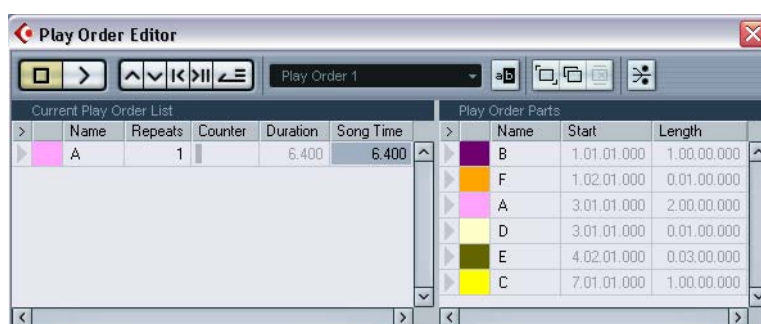 Play Order Editor
Play Order 1
ab
Current Play Order List
> Name Repeats Counter Duration Song Time
A 1 6.400 6.400
Play Order Parts
> Name Start Length
B 1.01.01.000 1.00.00.000
F 1.02.01.000 0.01.00.000
A 3.01.01.000 2.00.00.000
D 3.01.01.000 0.01.00.000
E 4.02.01.000 0.03.00.000
C 7.01.01.000 1.00.00.000